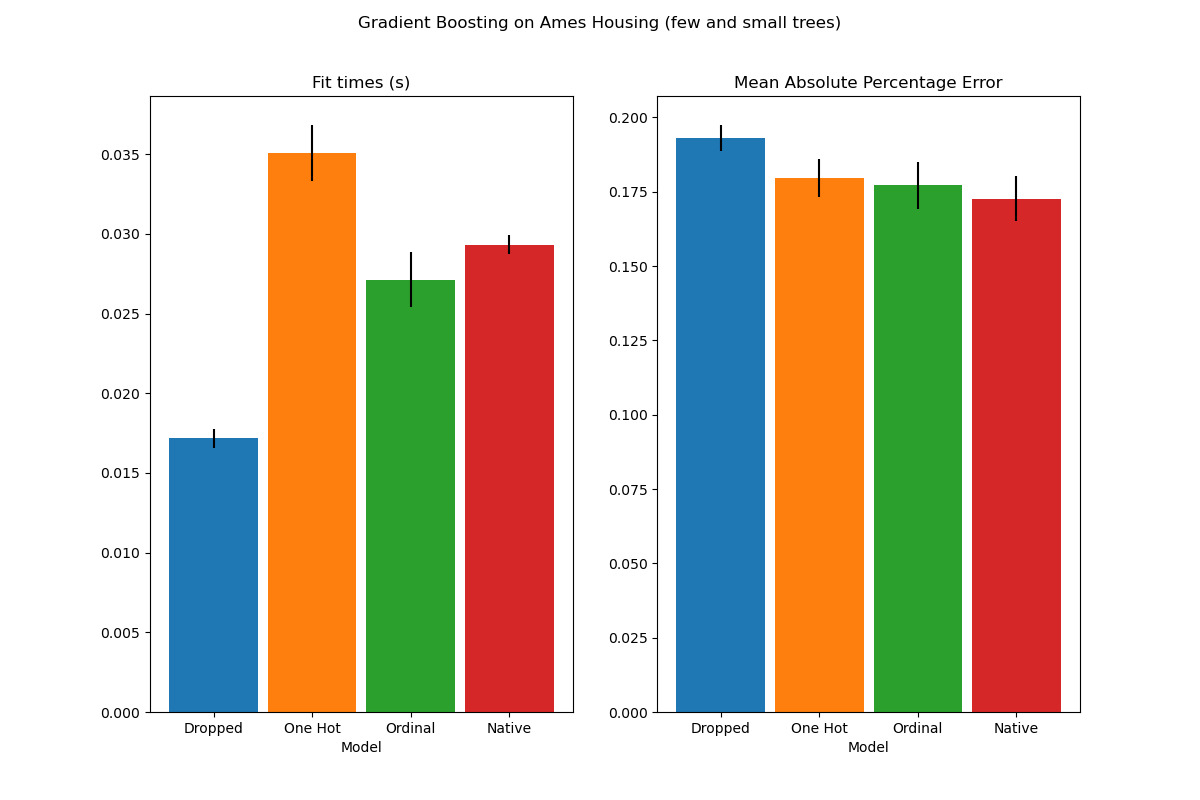 Gradient Boosting on Ames Housing (few and small trees)
Fit times (s)
0.035
0.030
0.025
0.020
0.015
0.010
0.005
0.000
Dropped One Hot Ordinal Native
Model
Mean Absolute Percentage Error
0.200
0.175
0.150
0.125
0.100
0.075
0.050
0.025
0.000
Dropped One Hot Ordinal Native
Model